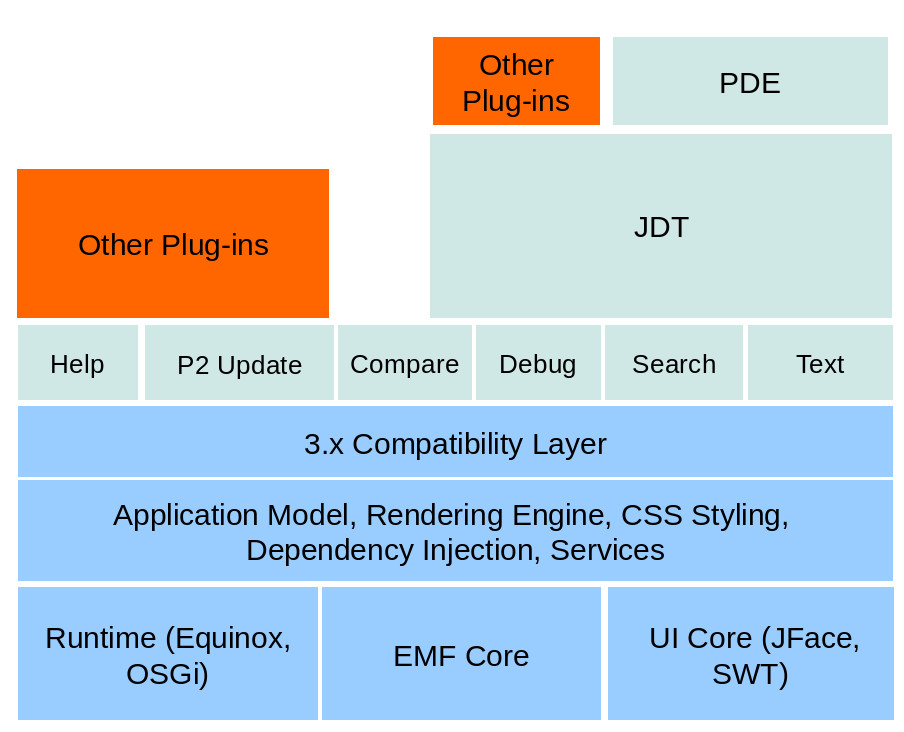 Other
Plug-ins
PDE
JDT
Other Plug-ins
Help
P2 Update
Compare
Debug
Search
Text
3.x Compatibility Layer
Application Model, Rendering Engine, CSS Styling,
Dependency Injection, Services
Runtime (Equinox,
OSGi)
EMF Core
UI Core (JFace,
SWT)